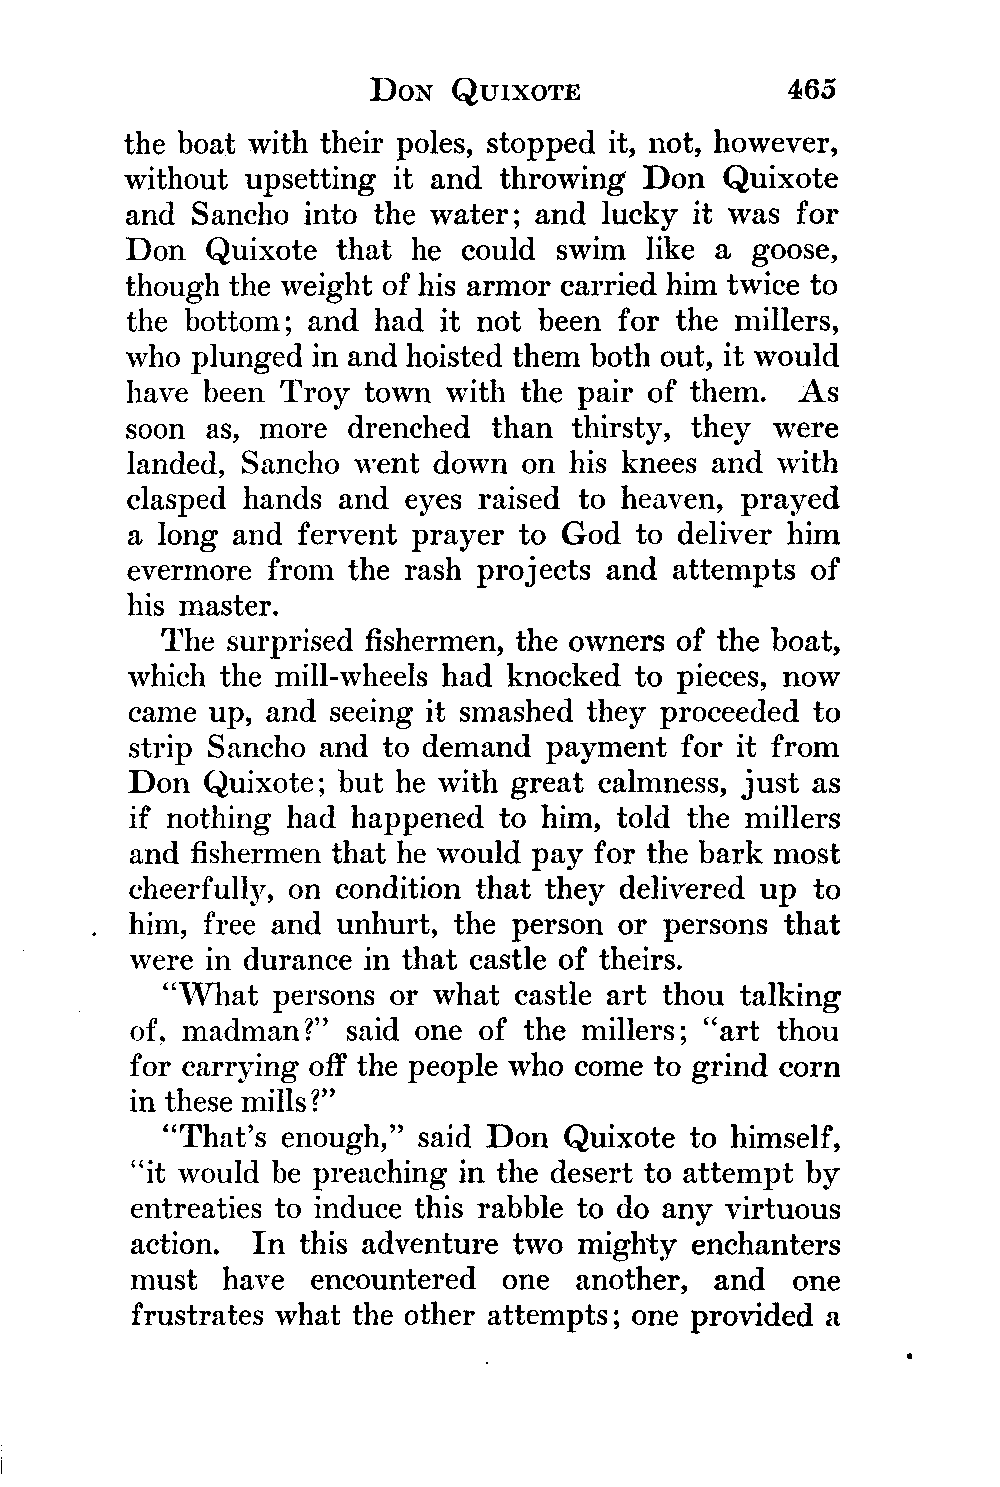 DON QUIXOTE 465
the boat with their poles, stopped it, not, however,
without upsetting it and throwing Don Quixote
and Sancho into the water; and lucky it was for
Don Quixote that he could swim like a goose,
though the weight of his armor carried him twice to
the bottom; and had it not been for the millers,
who plunged in and hoisted them both out, it would
have been Troy town with the pair of them. As
soon as, more drenched than thirsty, they were
landed, Sancho went down on his knees and with
clasped hands and eyes raised to heaven, prayed
a long and fervent prayer to God to deliver him
evermore from the rash projects and attempts of
his master.
The surprised fishermen, the owners of the boat,
which the mill-wheels had knocked to pieces, now
came up, and seeing it smashed they proceeded to
strip Sancho and to demand payment for it from
Don Quixote; but he with great calmness, just as
if nothing had happened to him, told the millers
and fishermen that he would pay for the bark most
cheerfully, on condition that they delivered up to
him, free and unhurt, the person or persons that
were in durance in that castle of theirs.
“What persons or what castle art thou talking
of, madman?” said one of the millers; “art thou
for carrying off the people who come to grind corn
in these mills?”
“That’s enough,” said Don Quixote to himself,
“it would be preaching in the desert to attempt by
entreaties to induce this rabble to do any virtuous
action. In this adventure two mighty enchanters
must have encountered one another, and one
frustrates what the other attempts; one provided a